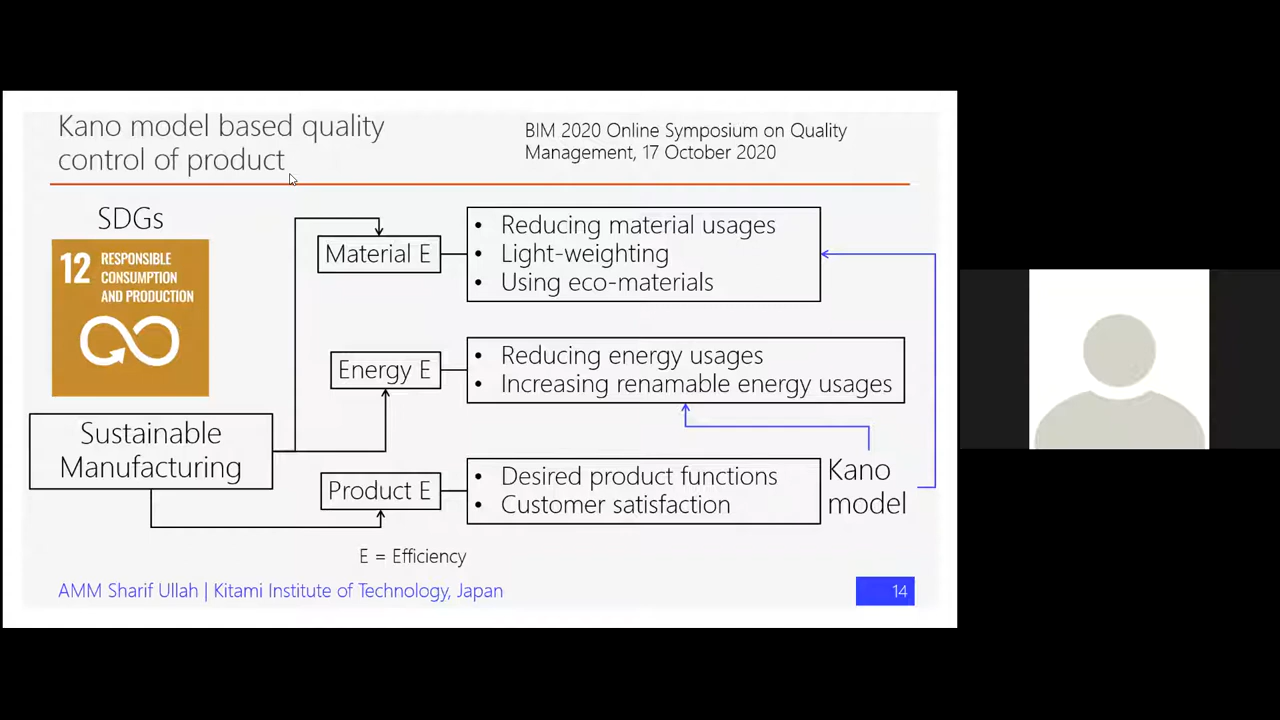 Kano model based quality
control of product
BIM 2020 Online Symposium on Quality
Management, 17 October 2020
SDGs
12 RESPONSIBLE
CONSUMPTION
AND PRODUCTION
Material E
• Reducing material usages
• Light-weighting
• Using eco-materials
Energy E
• Reducing energy usages
• Increasing renamable energy usages
Sustainable
Manufacturing
Product E
• Desired product functions
• Customer satisfaction
Kano
model
E = Efficiency
AMM Sharif Ullah | Kitami Institute of Technology, Japan
14